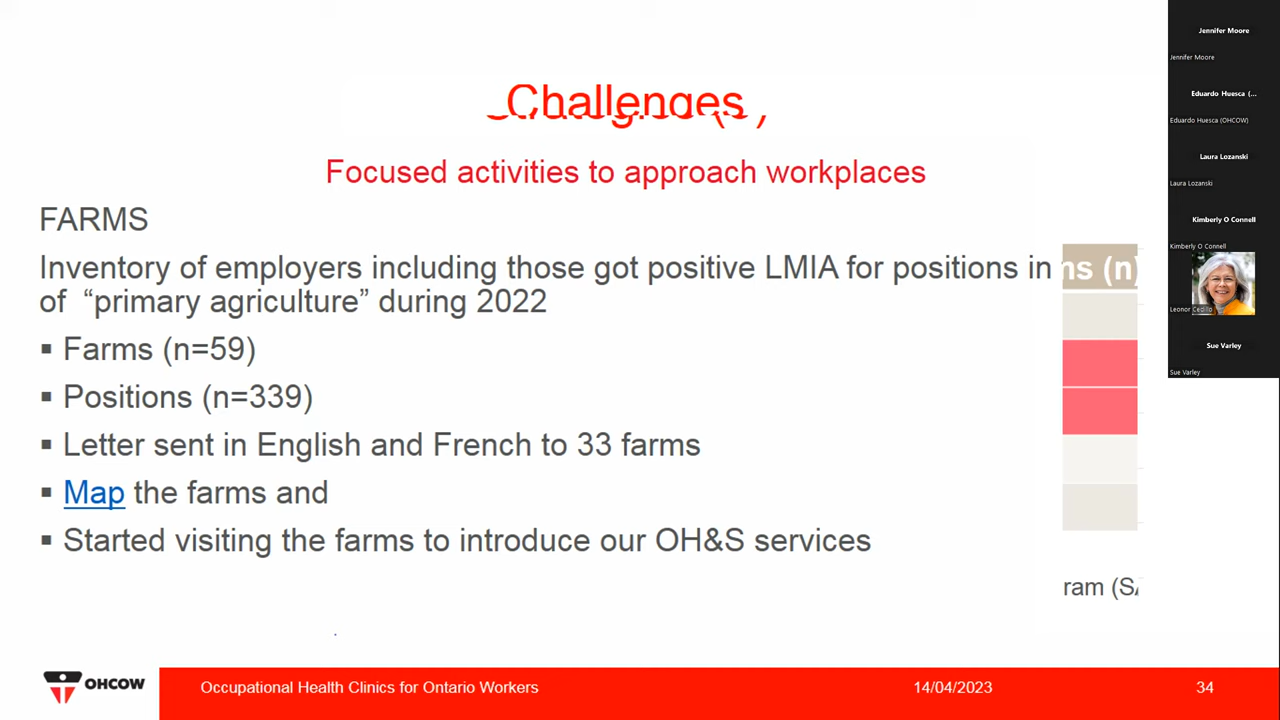 Challenges
Focused activities to approach workplaces
FARMS
Inventory of employers including those got positive LMIA for positions in
of “primary agriculture” during 2022
▪ Farms (n=59)
▪ Positions (n=339)
▪ Letter sent in English and French to 33 farms
▪ Map the farms and
▪ Started visiting the farms to introduce our OH&S services
ns (n)
ram (SA
OHCOW
Occupational Health Clinics for Ontario Workers
14/04/2023
34
Jennifer Moore
Jennifer Moore
Eduardo Huesca (...
Eduardo Huesca (OHCOW)
Laura Lozanski
Laura Lozanski
Kimberly O Connell
Kimberly O Connell
Leonor Cedillo
Sue Varley
Sue Varley